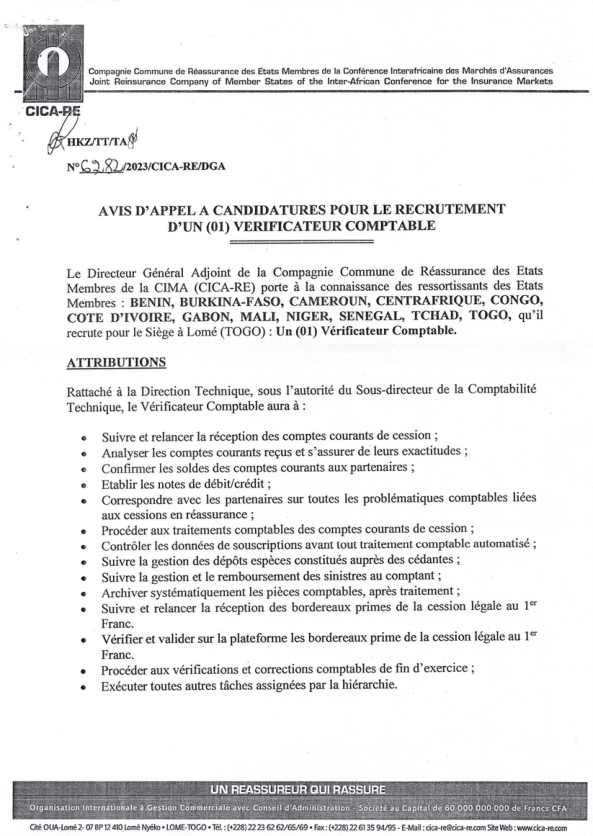 Compagnie Commune de Réassurance des Etats Membres de la Conférence Interafricaine des Marchés d'Assurances
Joint Reinsurance Company of Member States of the Inter-African Conference for the Insurance Markets
CICA-RE
HKZ/TT/TA
N° 6282/2023/CICA-RE/DGA
AVIS D'APPEL A CANDIDATURES POUR LE RECRUTEMENT
D'UN (01) VERIFICATEUR COMPTABLE
Le Directeur Général Adjoint de la Compagnie Commune de Réassurance des Etats
Membres de la CIMA (CICA-RE) porte à la connaissance des ressortissants des Etats
Membres : BENIN, BURKINA-FASO, CAMEROUN, CENTRAFRIQUE, CONGO,
COTE D'IVOIRE, GABON, MALI, NIGER, SENEGAL, TCHAD, TOGO, qu'il
recrute pour le Siège à Lomé (TOGO) : Un (01) Vérificateur Comptable.
ATTRIBUTIONS
Rattaché à la Direction Technique, sous l'autorité du Sous-directeur de la Comptabilité
Technique, le Vérificateur Comptable aura à :
• Suivre et relancer la réception des comptes courants de cession ;
• Analyser les comptes courants reçus et s'assurer de leurs exactitudes ;
• Confirmer les soldes des comptes courants aux partenaires ;
• Etablir les notes de débit/crédit ;
• Correspondre avec les partenaires sur toutes les problématiques comptables liées
aux cessions en réassurance ;
• Procéder aux traitements comptables des comptes courants de cession ;
• Contrôler les données de souscriptions avant tout traitement comptable automatisé ;
• Suivre la gestion des dépôts espèces constitués auprès des cédantes ;
• Suivre la gestion et le remboursement des sinistres au comptant ;
• Archiver systématiquement les pièces comptables, après traitement ;
• Suivre et relancer la réception des bordereaux primes de la cession légale au 1er
Franc.
• Vérifier et valider sur la plateforme les bordereaux prime de la cession légale au 1er
Franc.
• Procéder aux vérifications et corrections comptables de fin d'exercice ;
• Exécuter toutes autres tâches assignées par la hiérarchie.
UN REASSUREUR QUI RASSURE
Organisation Internationale à Gestion Commerciale avec Conseil d'Administration - Société au Capital de 60 000 000 000 de Francs CFA
Cité OUA-Lomé 2- 07 BP 12 410 Lomé Nyéko • LOME-TOGO • Tél. : (+228) 22 23 62 62/65/69 • Fax : (+228) 22 61 35 94/95 - E-Mail : cica-re@cica-re.com Site Web : www.cica-re.com